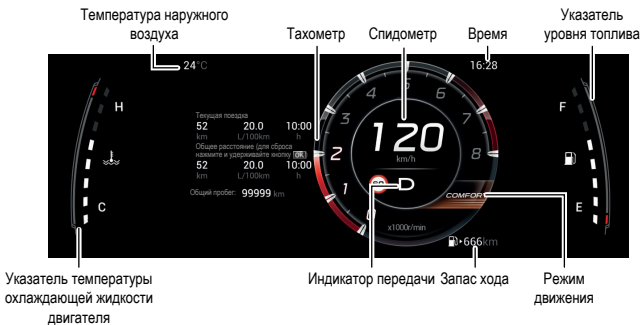 Температура наружного
воздуха
Тахометр
Спидометр
Время
Указатель
уровня топлива
24°C
16:28
H
C
Текущая поездка
52 20.0 10:00
km L/100km h
Общее расстояние (для сброса
нажмите и удерживайте кнопку OK)
52 20.0 10:00
km L/100km h
Общий пробег: 99999 km
1
2
3
4
5
6
7
8
120
km/h
D
COMFORT
x1000r/min
666km
F
E
Указатель температуры
охлаждающей жидкости
двигателя
Индикатор передачи
Запас хода
Режим
движения